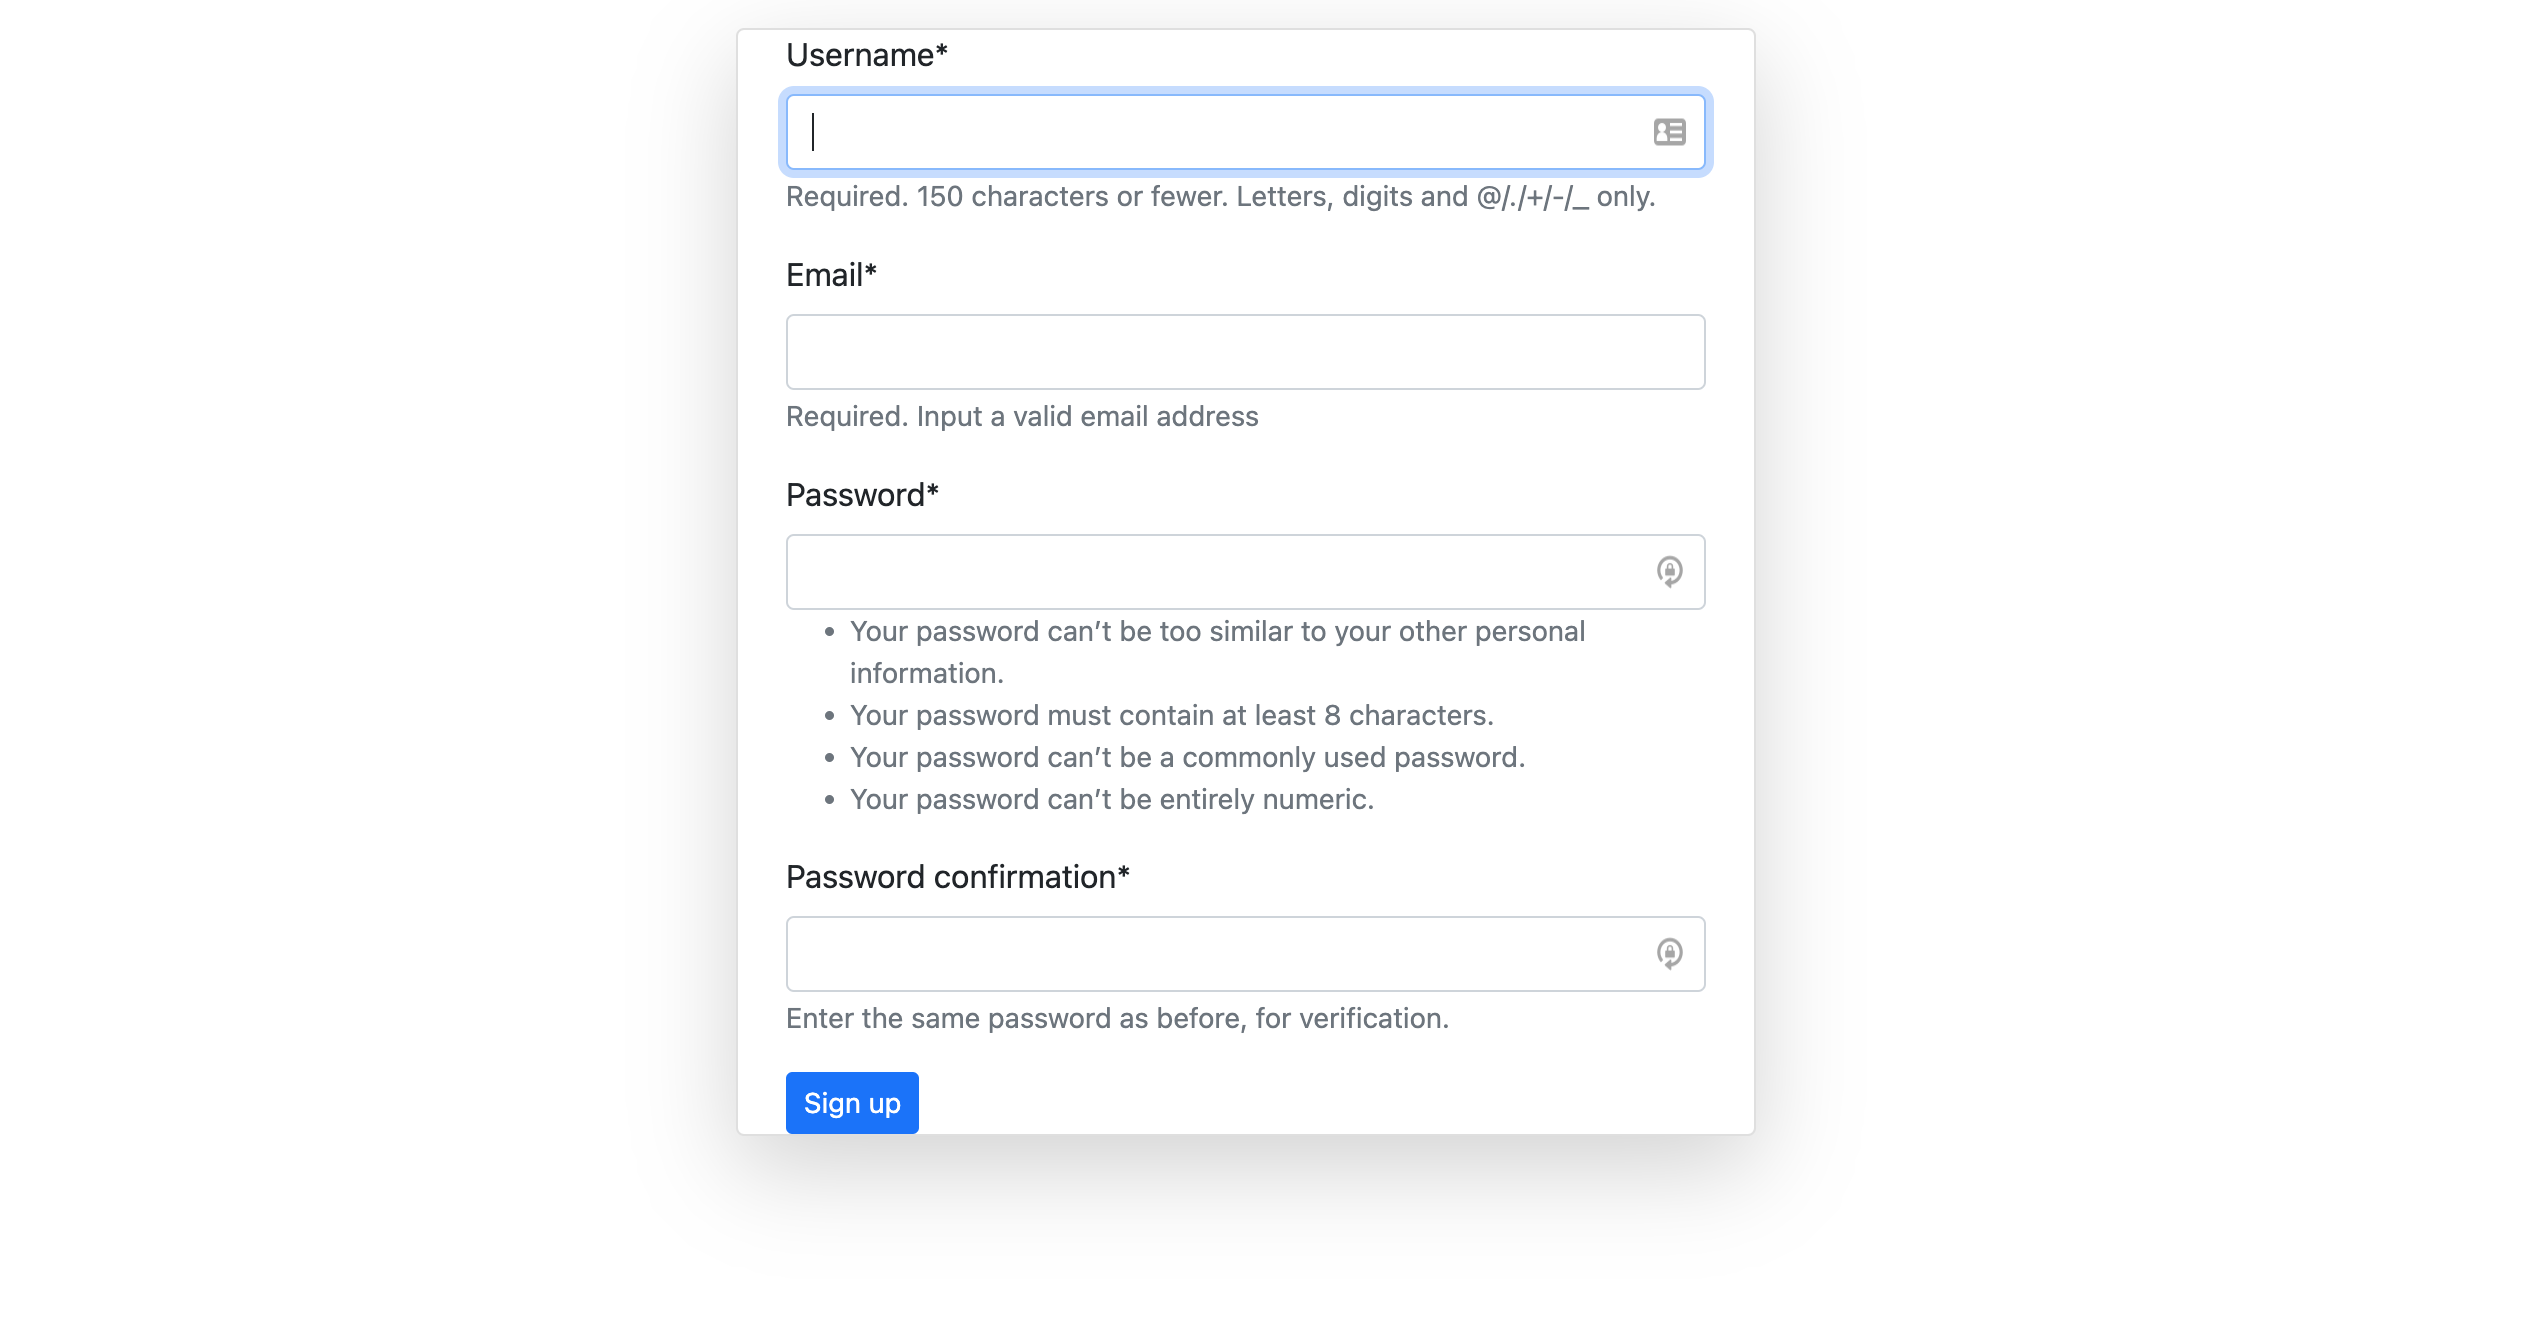 Username*
Required. 150 characters or fewer. Letters, digits and @/./+/-/_ only.
Email*
Required. Input a valid email address
Password*
• Your password can’t be too similar to your other personal
information.
• Your password must contain at least 8 characters.
• Your password can’t be a commonly used password.
• Your password can’t be entirely numeric.
Password confirmation*
Enter the same password as before, for verification.
Sign up